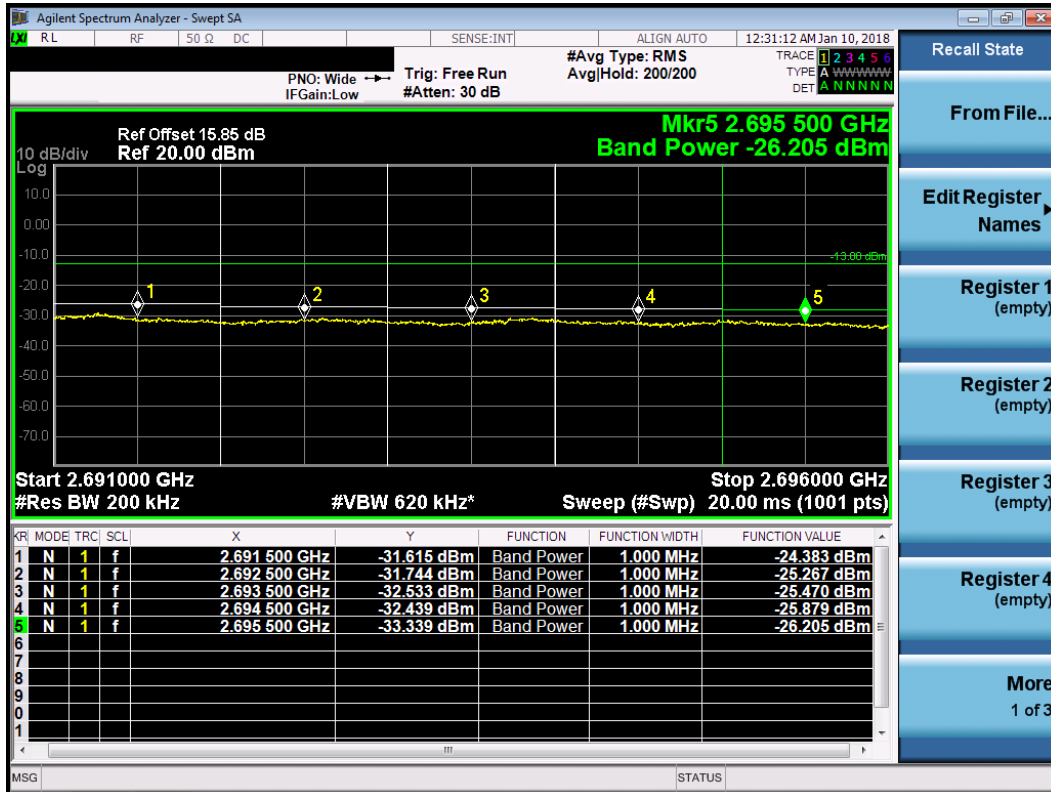 Agilent Spectrum Analyzer - Swept SA
LXI RL RF 50 Ω DC SENSE:INT ALIGN AUTO 12:31:12 AM Jan 10, 2018
PNO: Wide Trig: Free Run #Avg Type: RMS TRACE 1 2 3 4 5 6
IFGain:Low #Atten: 30 dB Avg|Hold: 200/200 TYPE A WWWWW
DET A N N N N N
Ref Offset 15.85 dB Mkr5 2.695 500 GHz
10 dB/div Ref 20.00 dBm Band Power -26.205 dBm
Log
10.0
0.00
-10.0
-13.00 dBm
-20.0
1 2 3 4 5
-30.0
-40.0
-50.0
-60.0
-70.0
Start 2.691000 GHz Stop 2.696000 GHz
#Res BW 200 kHz #VBW 620 kHz* Sweep (#Swp) 20.00 ms (1001 pts)
KR MODE TRC SCL X Y FUNCTION FUNCTION WIDTH FUNCTION VALUE
1 N 1 f 2.691 500 GHz -31.615 dBm Band Power 1.000 MHz -24.383 dBm
2 N 1 f 2.692 500 GHz -31.744 dBm Band Power 1.000 MHz -25.267 dBm
3 N 1 f 2.693 500 GHz -32.533 dBm Band Power 1.000 MHz -25.470 dBm
4 N 1 f 2.694 500 GHz -32.439 dBm Band Power 1.000 MHz -25.879 dBm
5 N 1 f 2.695 500 GHz -33.339 dBm Band Power 1.000 MHz -26.205 dBm
6
7
8
9
0
1
MSG STATUS
Recall State
From File...
Edit Register
Names
Register 1
(empty)
Register 2
(empty)
Register 3
(empty)
Register 4
(empty)
More
1 of 3